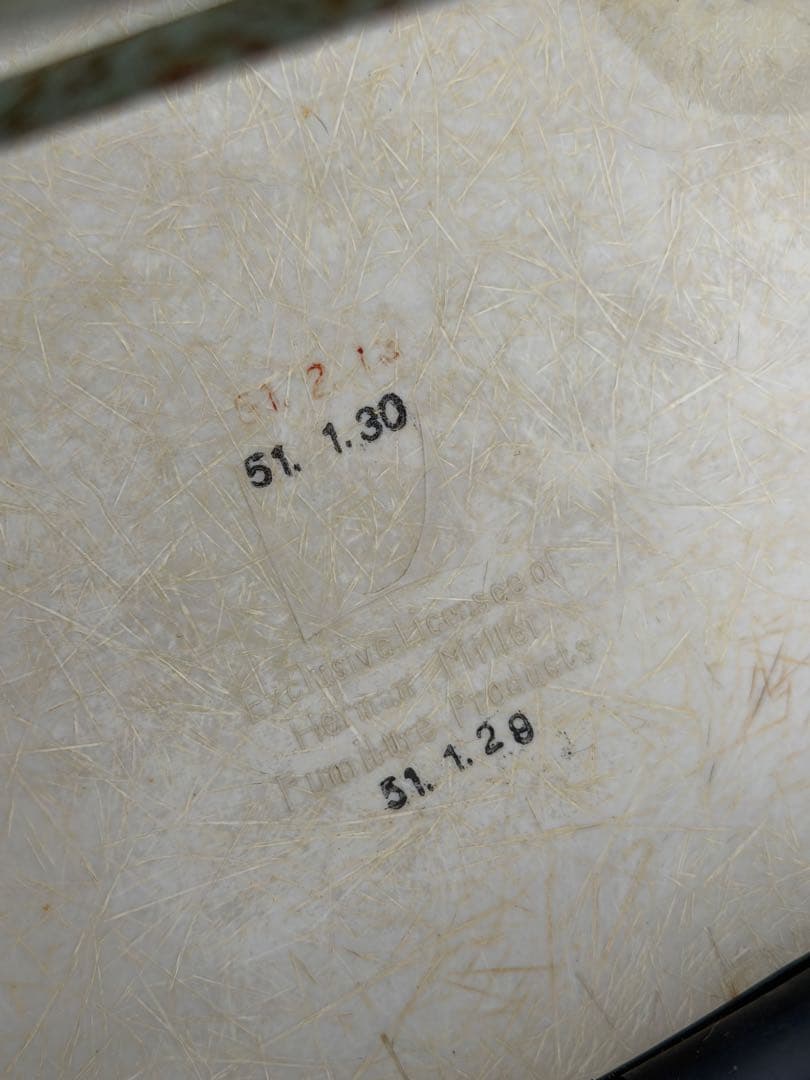 51. 2. 13
51. 1.30
Exclusive Licensee of
Herman Miller
Furniture Products
51. 1. 29